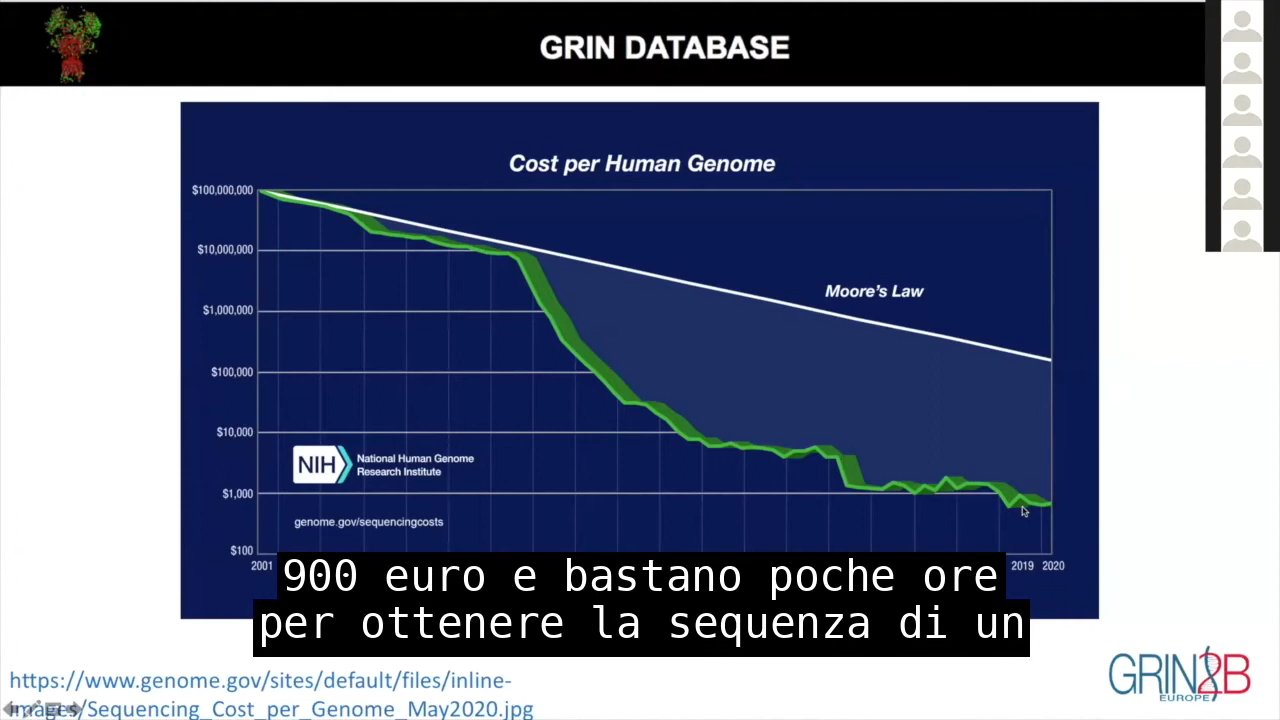 GRIN DATABASE
Cost per Human Genome
$100,000,000
$10,000,000
$1,000,000
$100,000
$10,000
$1,000
$100
Moore's Law
NIH
National Human Genome
Research Institute
genome.gov/sequencingcosts
2001
2019
2020
900 euro e bastano poche ore
per ottenere la sequenza di un
https://www.genome.gov/sites/default/files/inline-
images/Sequencing_Cost_per_Genome_May2020.jpg
GRIN2B
EUROPE